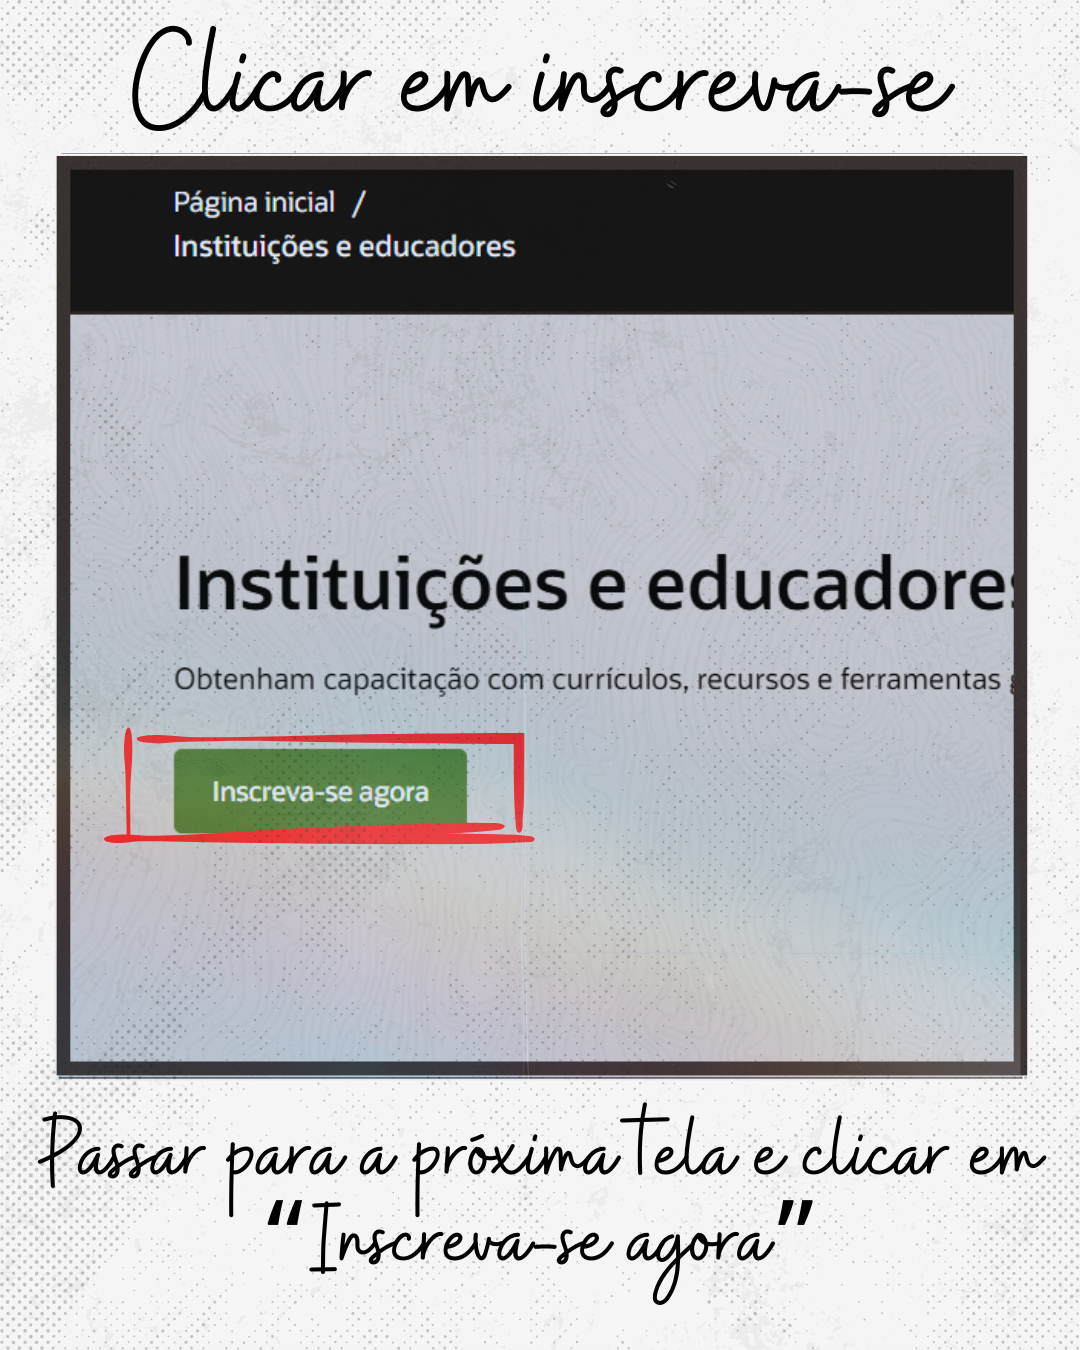 Clicar em inscreva-se
Página inicial /
Instituições e educadores
Instituições e educadores
Obtenham capacitação com currículos, recursos e ferramentas
Inscreva-se agora
Passar para a próxima tela e clicar em
“Inscreva-se agora”